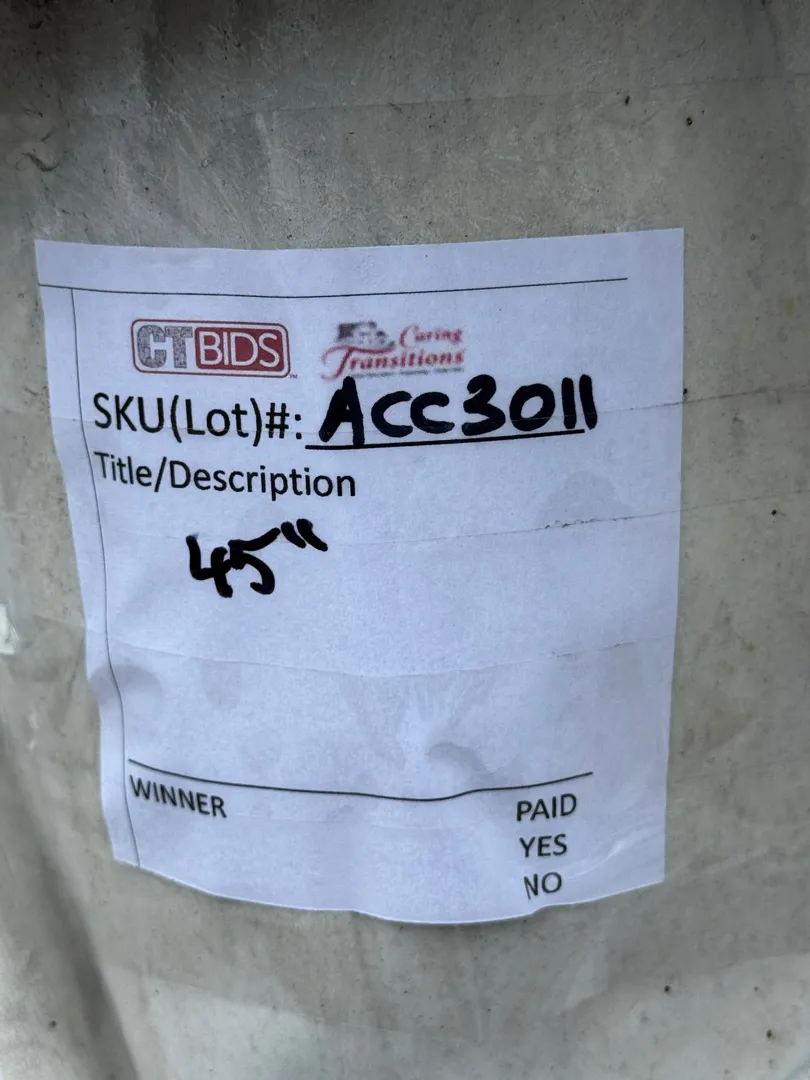 CTBIDS
Caring
Transitions
SKU(Lot)#: ACC3011
Title/Description
45"
WINNER
PAID
YES
NO